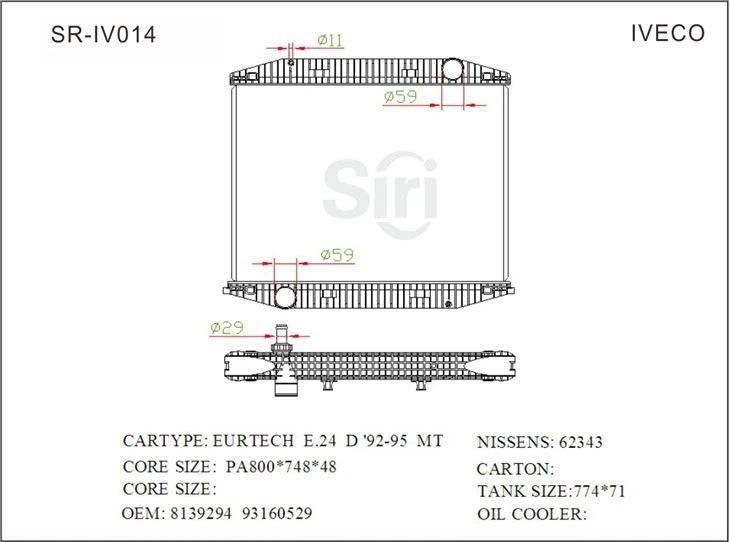 SR-IV014
IVECO
ø11
ø59
Siri
ø59
ø29
CARTYPE: EURTECH E.24 D '92-95 MT
NISSENS: 62343
CORE SIZE: PA800*748*48
CARTON:
CORE SIZE:
TANK SIZE:774*71
OEM: 8139294 93160529
OIL COOLER: